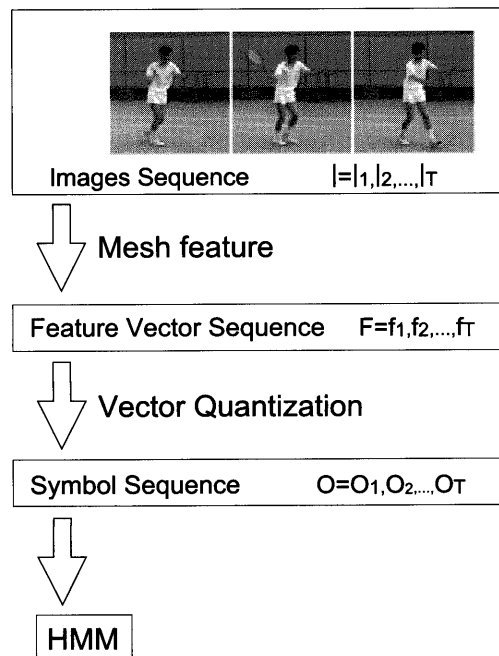 Images Sequence I=I1,I2,...,IT
Mesh feature
Feature Vector Sequence F=f1,f2,...,fT
Vector Quantization
Symbol Sequence O=O1,O2,...,OT
HMM